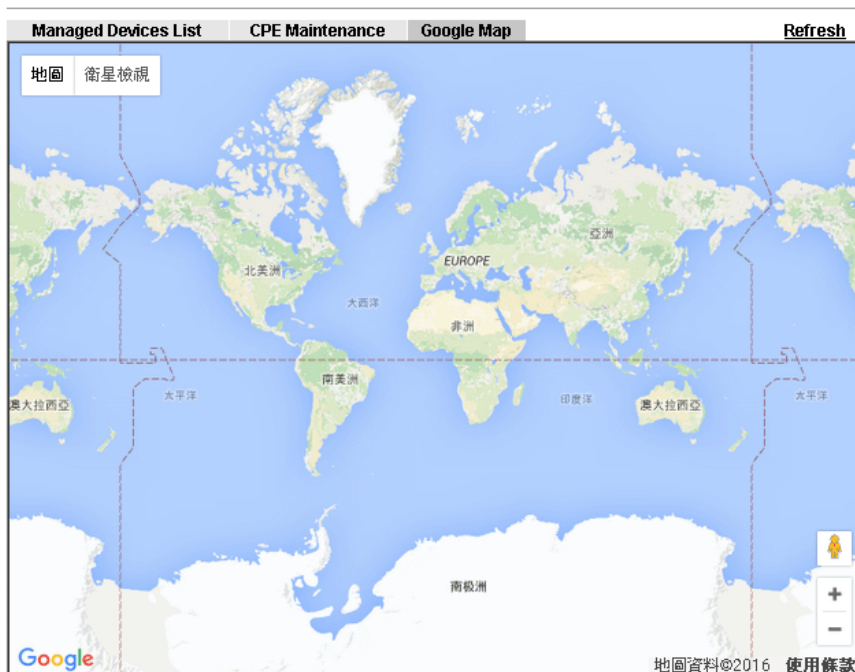 Managed Devices List
CPE Maintenance
Google Map
Refresh
地圖
衛星檢視
亞洲
EUROPE
北美洲
大西洋
非洲
南美洲
澳大拉西亞
太平洋
印度洋
澳大拉西亞
太平洋
南极洲
+
−
Google
地圖資料©2016
使用條款